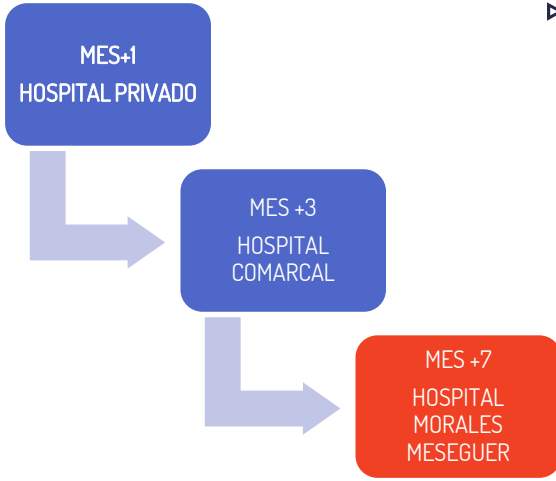 MES+1
HOSPITAL PRIVADO
MES +3
HOSPITAL
COMARCAL
MES +7
HOSPITAL
MORALES
MESEGUER